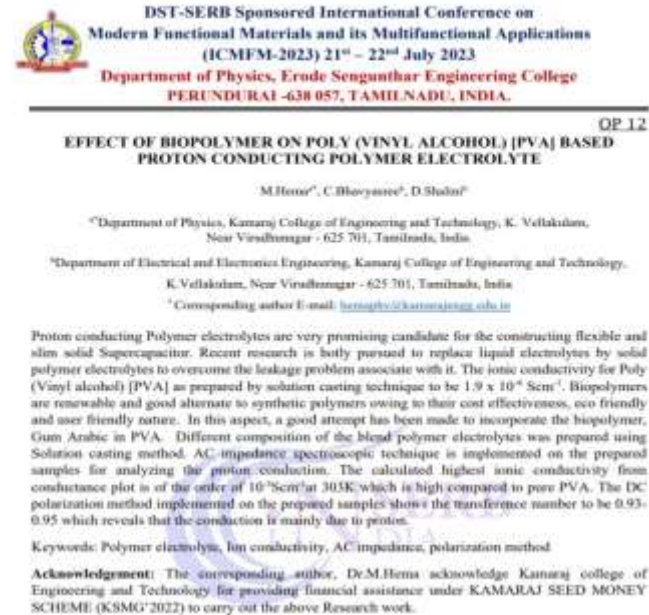 DST-SERB Sponsored International Conference on
Modern Functional Materials and its Multifunctional Applications
(ICMFM-2023) 21st – 22nd July 2023
Department of Physics, Erode Sengunthar Engineering College
PERUNDURAI -638 057, TAMILNADU, INDIA.
OP 12
EFFECT OF BIOPOLYMER ON POLY (VINYL ALCOHOL) [PVA] BASED
PROTON CONDUCTING POLYMER ELECTROLYTE
M.Hema a*, C.Bhavyasree b, D.Shalini b
a*Department of Physics, Kamaraj College of Engineering and Technology, K. Vellakulam,
Near Virudhunagar - 625 701, Tamilnadu, India
bDepartment of Electrical and Electronics Engineering, Kamaraj College of Engineering and Technology,
K.Vellakulam, Near Virudhunagar - 625 701, Tamilnadu, India
* Corresponding author E-mail: hemaphy@kamarajengg.edu.in
Proton conducting Polymer electrolytes are very promising candidate for the constructing flexible and
slim solid Supercapacitor. Recent research is hotly pursued to replace liquid electrolytes by solid
polymer electrolytes to overcome the leakage problem associate with it. The ionic conductivity for Poly
(Vinyl alcohol) [PVA] as prepared by solution casting technique to be 1.9 x Scm-1. Biopolymers
are renewable and good alternate to synthetic polymers owing to their cost effectiveness, eco friendly
and user friendly nature. In this aspect, a good attempt has been made to incorporate the biopolymer,
Gum Arabic in PVA. Different composition of the blend polymer electrolytes was prepared using
Solution casting method. AC impedance spectroscopic technique is implemented on the prepared
samples for analyzing the proton conduction. The calculated highest ionic conductivity from
conductance plot is of the order of at 303K which is high compared to pure PVA. The DC
polarization method implemented on the prepared samples shows the transference number to be 0.93-
0.95 which reveals that the conduction is mainly due to proton.
Keywords: Polymer electrolyte, Ion conductivity, AC impedance, polarization method
Acknowledgement: The corresponding author, Dr.M.Hema acknowledge Kamaraj college of
Engineering and Technology for providing financial assistance under KAMARAJ SEED MONEY
SCHEME (KSMG'2022) to carry out the above Research work.